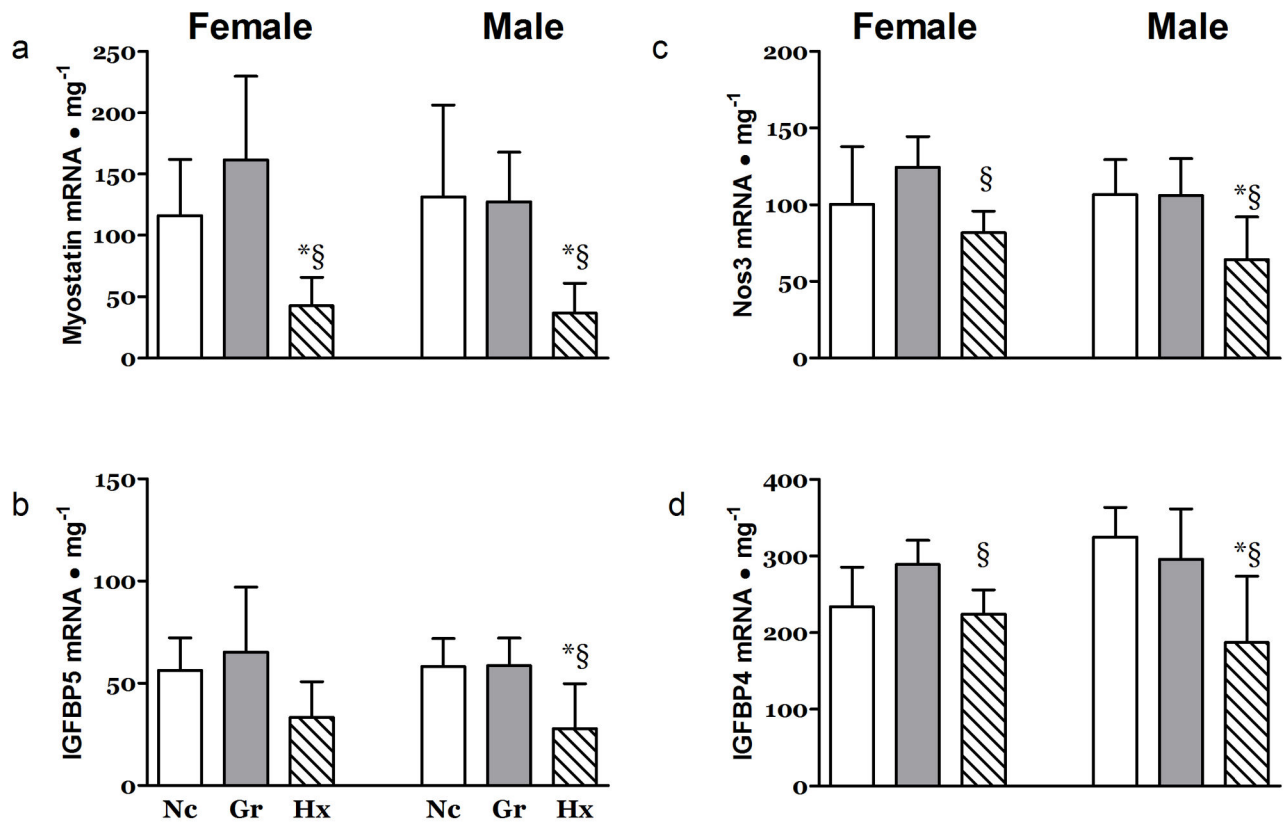 Female Male
a
Myostatin mRNA ● mg⁻¹
250
200
150
100
50
0
*§
*§
Female Male
c
Nos3 mRNA ● mg⁻¹
200
150
100
50
0
§
*§
b
IGFBP5 mRNA ● mg⁻¹
150
100
50
0
*§
Nc Gr Hx Nc Gr Hx
d
IGFBP4 mRNA ● mg⁻¹
400
300
200
100
0
§
*§